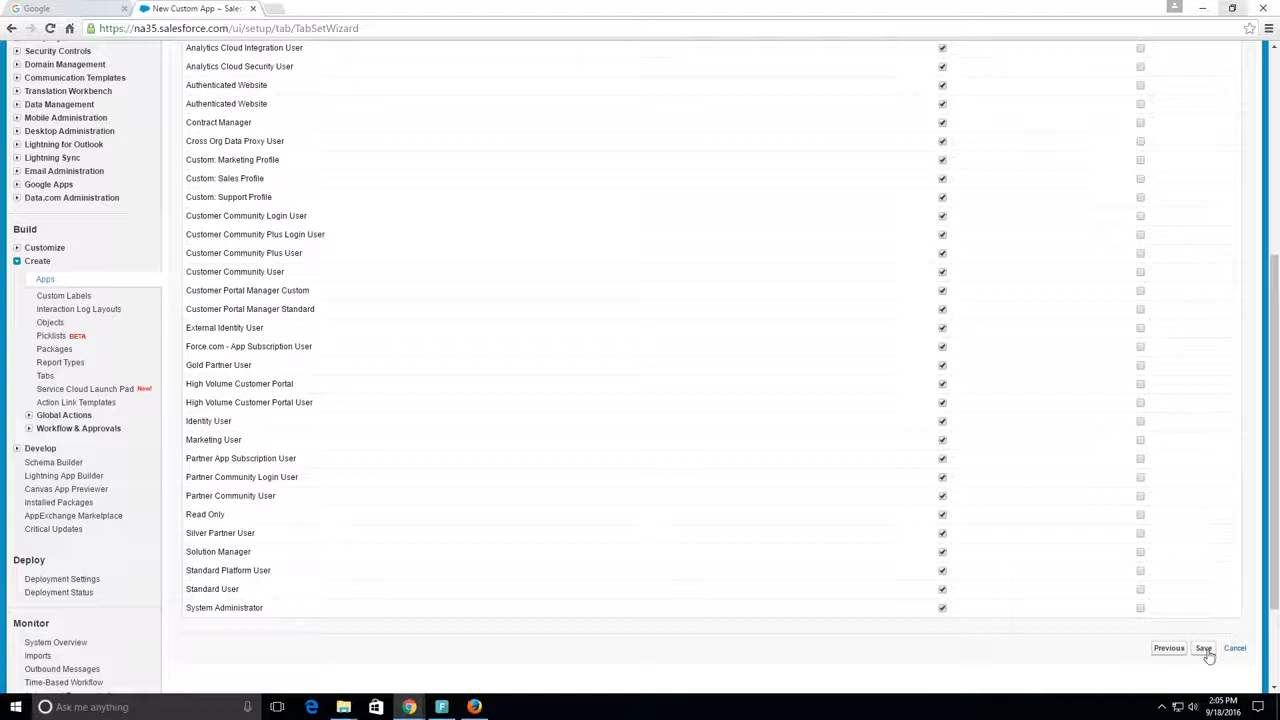 Google
New Custom App ~ Sales
https://na35.salesforce.com/ui/setup/tab/TabSetWizard
Security Controls
Domain Management
Communication Templates
Translation Workbench
Data Management
Mobile Administration
Desktop Administration
Lightning for Outlook
Lightning Sync
Email Administration
Google Apps
Data.com Administration
Build
Customize
Create
Apps
Custom Labels
Interaction Log Layouts
Objects
Picklists BETA
Packages
Report Types
Tabs
Service Cloud Launch Pad New!
Action Link Templates
Global Actions
Workflow & Approvals
Develop
Schema Builder
Lightning App Builder
Canvas App Previewer
Installed Packages
AppExchange Marketplace
Critical Updates
Deploy
Deployment Settings
Deployment Status
Monitor
System Overview
Imports
Outbound Messages
Time-Based Workflow
Analytics Cloud Integration User
Analytics Cloud Security User
Authenticated Website
Authenticated Website
Contract Manager
Cross Org Data Proxy User
Custom: Marketing Profile
Custom: Sales Profile
Custom: Support Profile
Customer Community Login User
Customer Community Plus Login User
Customer Community Plus User
Customer Community User
Customer Portal Manager Custom
Customer Portal Manager Standard
External Identity User
Force.com - App Subscription User
Gold Partner User
High Volume Customer Portal
High Volume Customer Portal User
Identity User
Marketing User
Partner App Subscription User
Partner Community Login User
Partner Community User
Read Only
Silver Partner User
Solution Manager
Standard Platform User
Standard User
System Administrator
Previous Save Cancel
Ask me anything
2:05 PM
9/18/2016